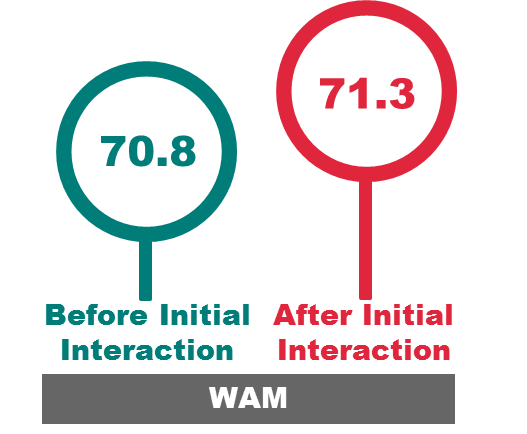 70.8
71.3
Before Initial
Interaction
After Initial
Interaction
WAM